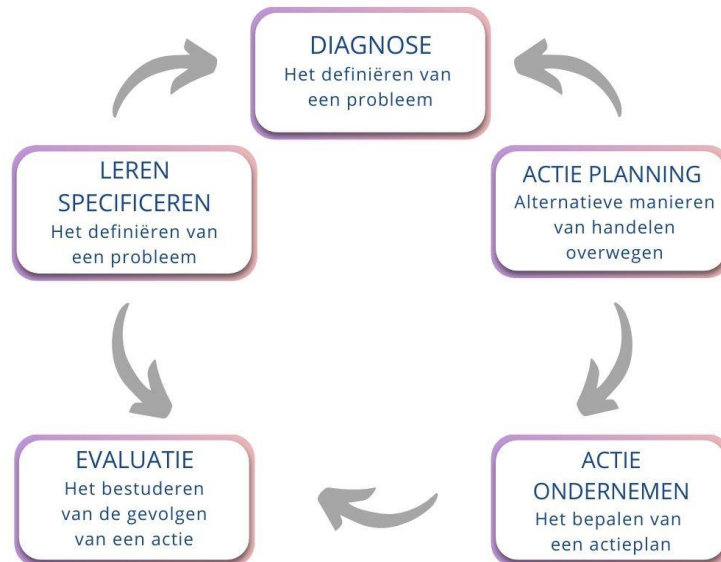 DIAGNOSE
Het definiëren van
een probleem
LEREN
SPECIFICEREN
Het definiëren van
een probleem
ACTIE PLANNING
Alternatieve manieren
van handelen
overwegen
EVALUATIE
Het bestuderen
van de gevolgen
van een actie
ACTIE
ONDERNEMEN
Het bepalen van
een actieplan